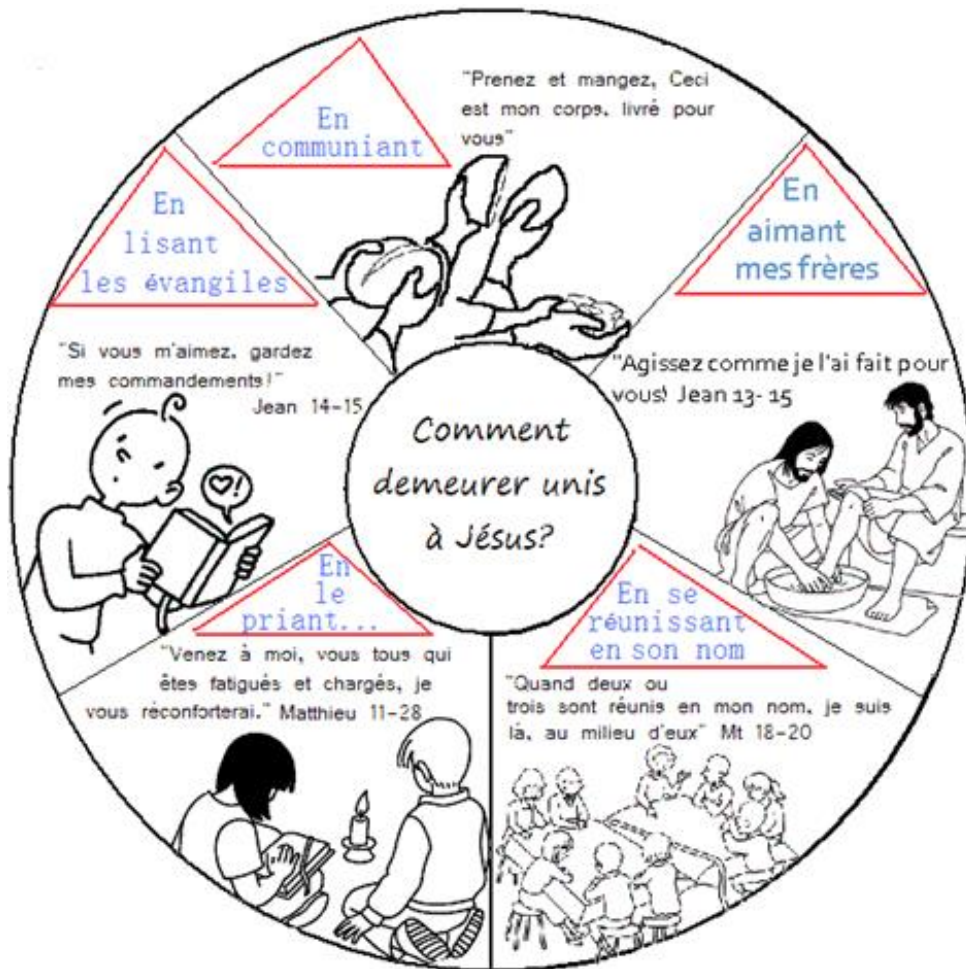 En
communiant
"Prenez et mangez, Ceci
est mon corps, livré pour
vous"
En
aimant
mes frères
"Agissez comme je l'ai fait pour
vous! Jean 13- 15
En se
réunissant
en son nom
"Quand deux ou
trois sont réunis en mon nom, je suis
là, au milieu d'eux" Mt 18-20
En
le
priant...
"Venez à moi, vous tous qui
êtes fatigués et chargés, je
vous réconforterai." Matthieu 11-28
En
lisant
les évangiles
"Si vous m'aimez, gardez
mes commandements!"
Jean 14-15
Comment
demeurer unis
à Jésus?